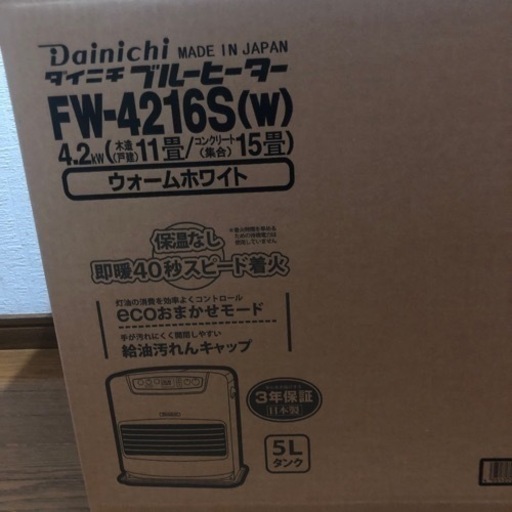 Dainichi MADE IN JAPAN
ダイニチ ブルーヒーター
FW-4216S(W)
4.2kW(木造(戸建)11畳/コンクリート(集合)15畳)
ウォームホワイト
保温なし
即暖40秒スピード着火
灯油の消費を効率よくコントロール
ecoおまかせモード
手が汚れにくく開閉しやすい
給油汚れんキャップ
3年保証
日本製
5L
タンク